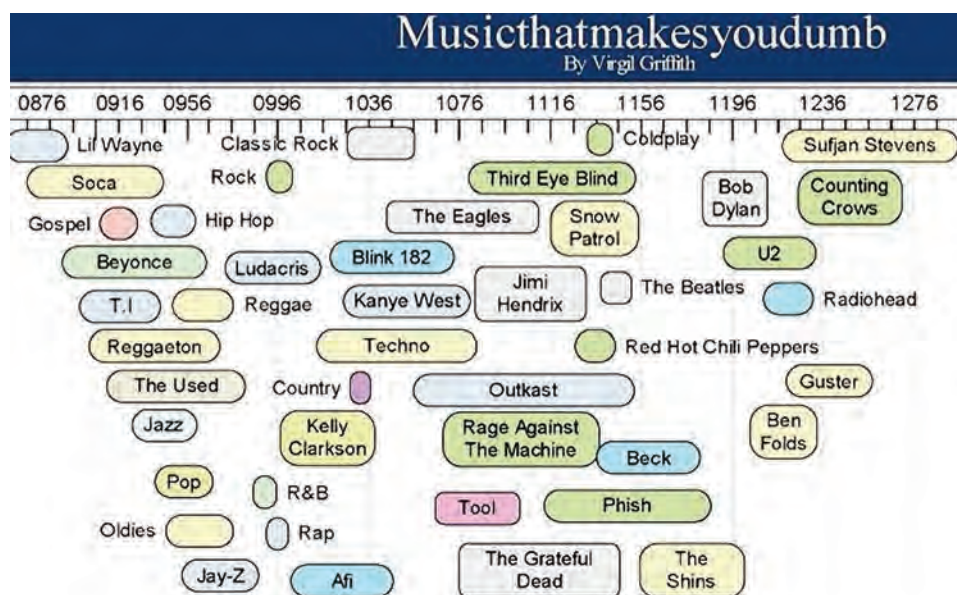 Musicthatmakesyoudumb
By Virgil Griffith
0876 0916 0956 0996 1036 1076 1116 1156 1196 1236 1276
Lil Wayne
Classic Rock
Coldplay
Sufjan Stevens
Soca
Rock
Third Eye Blind
Bob
Dylan
Counting
Crows
Gospel
Hip Hop
The Eagles
Snow
Patrol
Beyonce
Ludacris
Blink 182
U2
T.I
Reggae
Kanye West
Jimi
Hendrix
The Beatles
Radiohead
Reggaeton
Techno
Red Hot Chili Peppers
The Used
Country
Outkast
Guster
Jazz
Kelly
Clarkson
Rage Against
The Machine
Beck
Ben
Folds
Pop
R&B
Tool
Phish
Oldies
Rap
Jay-Z
Afi
The Grateful
Dead
The
Shins